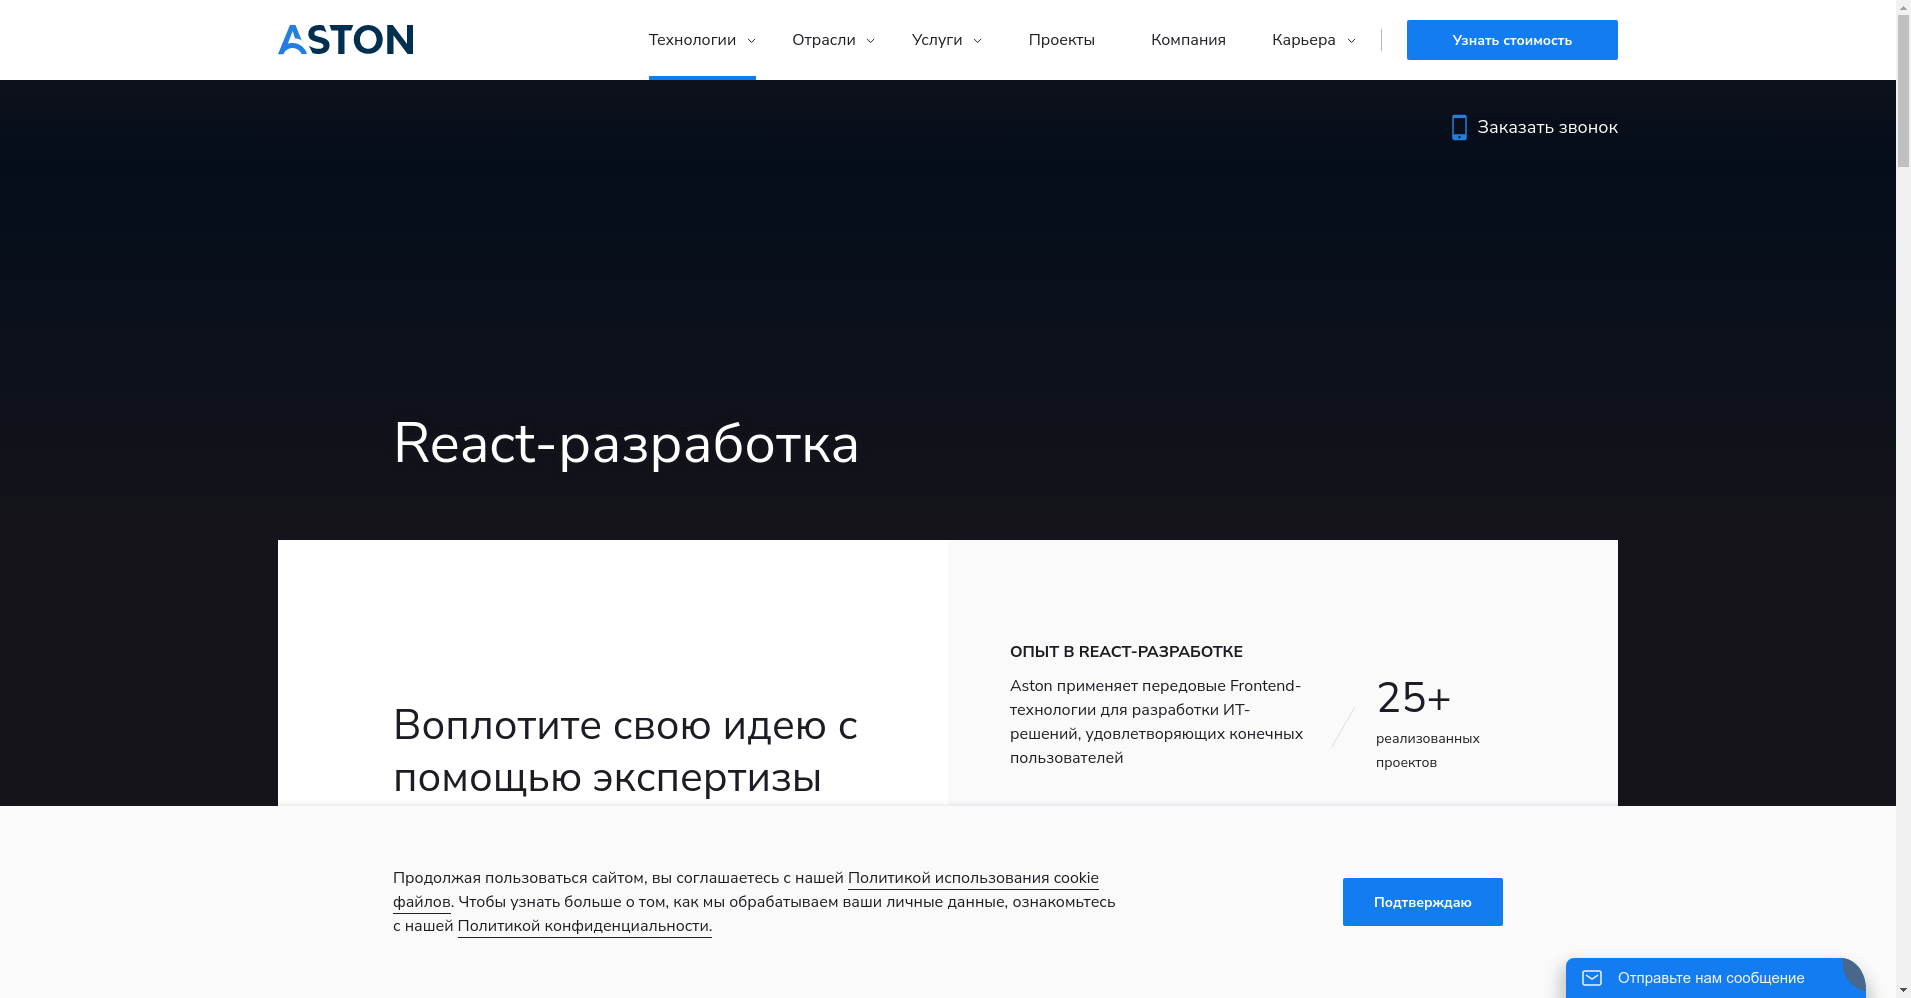 ASTON
Технологии
Отрасли
Услуги
Проекты
Компания
Карьера
Узнать стоимость
Заказать звонок
React-разработка
Воплотите свою идею с
помощью экспертизы
ОПЫТ В REACT-РАЗРАБОТКЕ
Aston применяет передовые Frontend-
технологии для разработки ИТ-
решений, удовлетворяющих конечных
пользователей
25+
реализованных
проектов
Продолжая пользоваться сайтом, вы соглашаетесь с нашей Политикой использования cookie
файлов. Чтобы узнать больше о том, как мы обрабатываем ваши личные данные, ознакомьтесь
с нашей Политикой конфиденциальности.
Подтверждаю
Отправьте нам сообщение